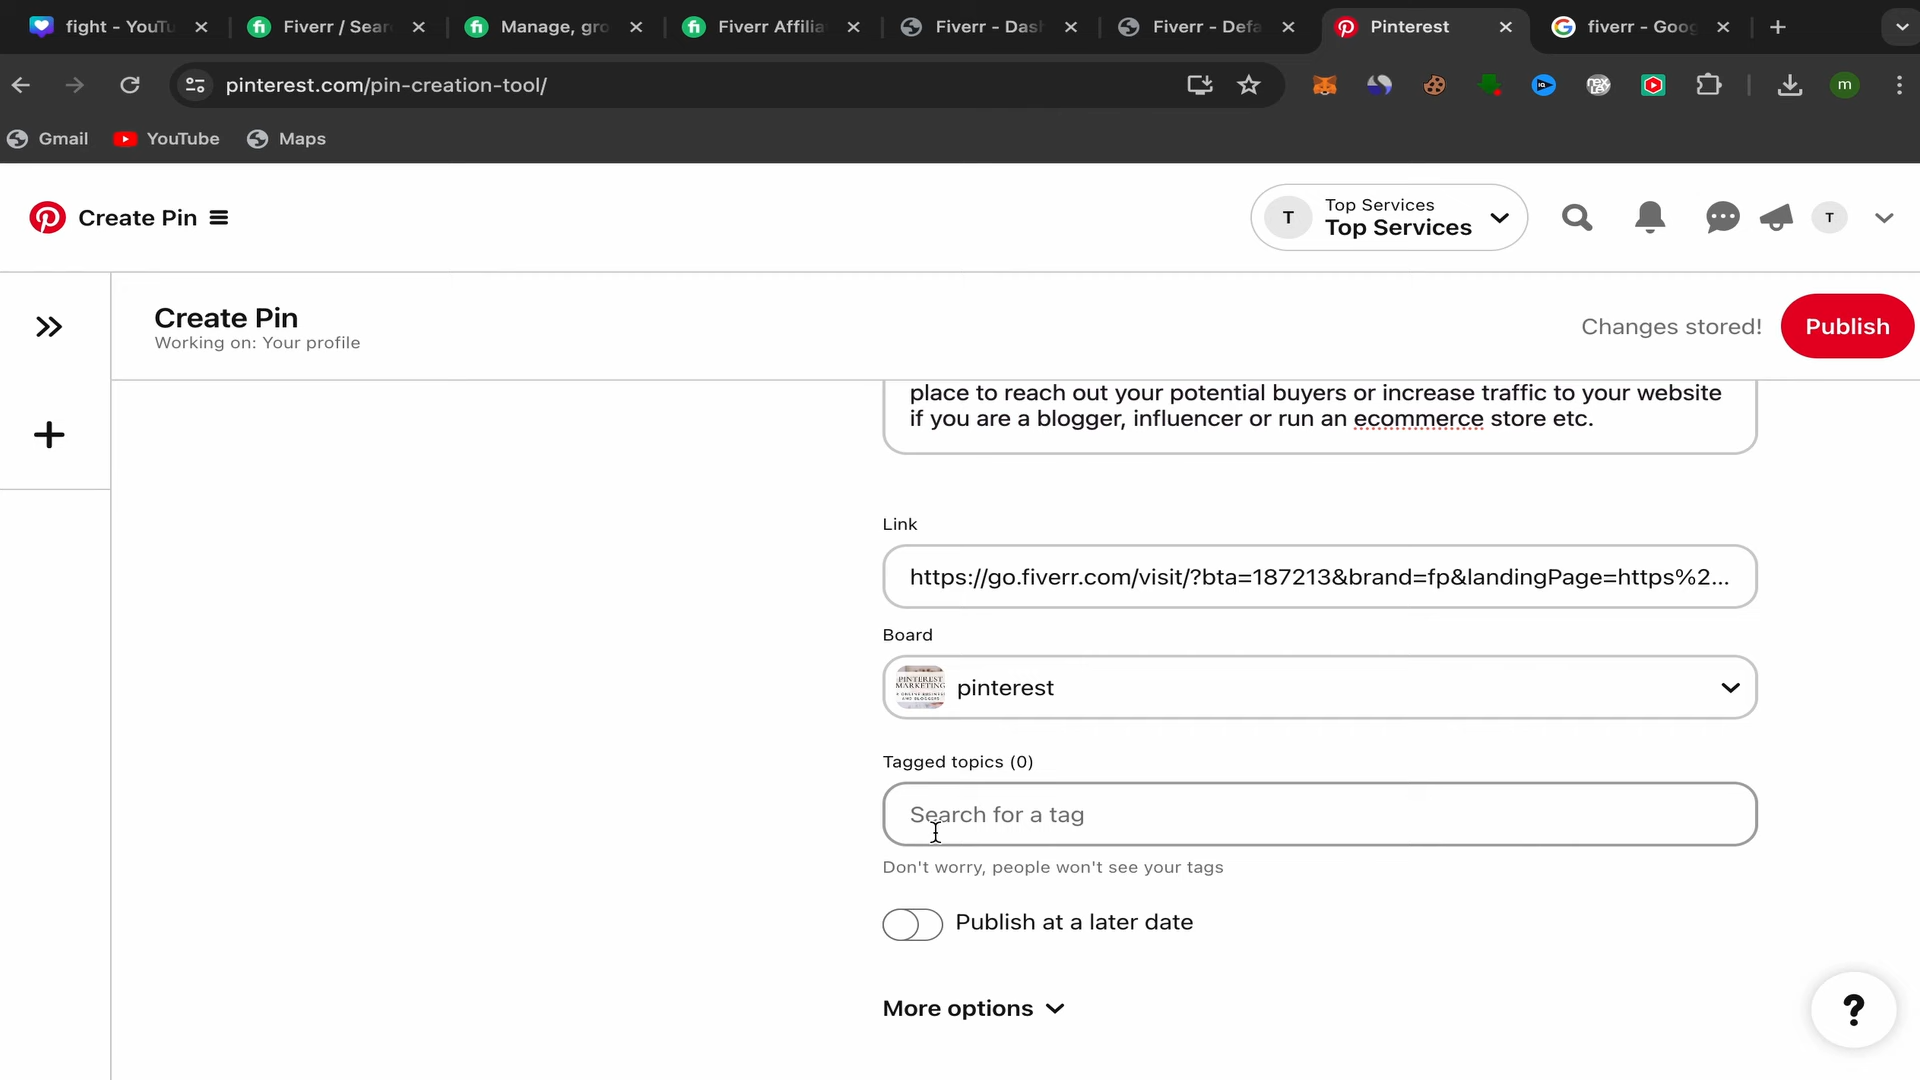 fight - YouTu
Fiverr / Sear
Manage, gro
Fiverr Affilia
Fiverr - Dash
Fiverr - Defa
Pinterest
fiverr - Goog
pinterest.com/pin-creation-tool/
m
Gmail
YouTube
Maps
Create Pin
T
Top Services
Top Services
T
Create Pin
Working on: Your profile
Changes stored!
Publish
place to reach out your potential buyers or increase traffic to your website
if you are a blogger, influencer or run an ecommerce store etc.
Link
https://go.fiverr.com/visit/?bta=187213&brand=fp&landingPage=https%2...
Board
PINTEREST
MARKETING
pinterest
Tagged topics (0)
Search for a tag
Don't worry, people won't see your tags
Publish at a later date
More options
?